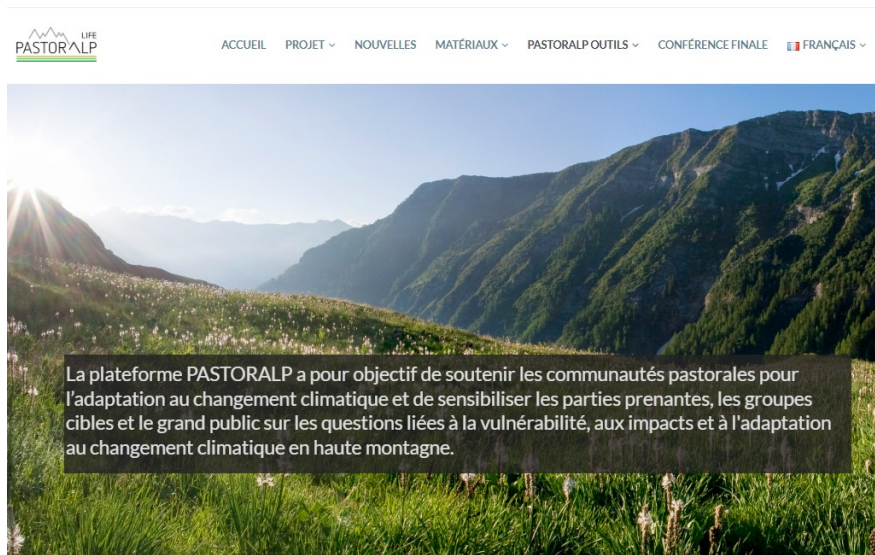 LIFE
PASTORALP
ACCUEIL PROJET NOUVELLES MATÉRIAUX PASTORALP OUTILS CONFÉRENCE FINALE FRANÇAIS
La plateforme PASTORALP a pour objectif de soutenir les communautés pastorales pour
l’adaptation au changement climatique et de sensibiliser les parties prenantes, les groupes
cibles et le grand public sur les questions liées à la vulnérabilité, aux impacts et à l'adaptation
au changement climatique en haute montagne.